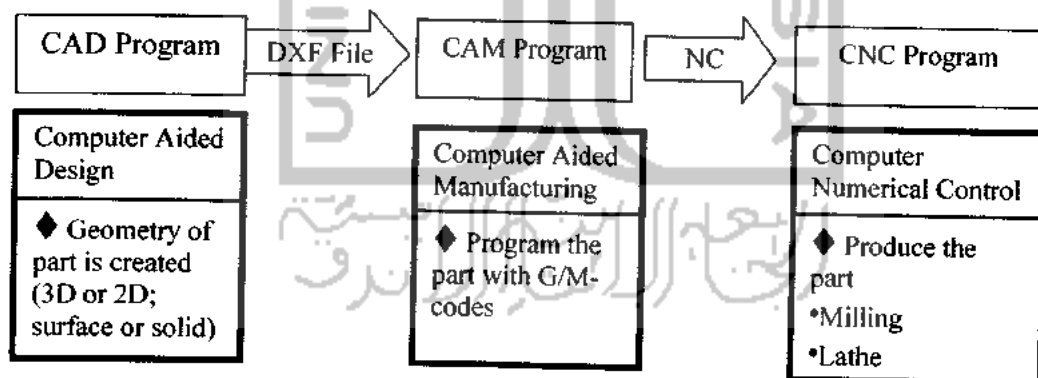 CAD Program
DXF File
CAM Program
NC
CNC Program
Computer Aided
Design
◆ Geometry of
part is created
(3D or 2D;
surface or solid)
Computer Aided
Manufacturing
◆ Program the
part with G/M-
codes
Computer
Numerical Control
◆ Produce the
part
•Milling
•Lathe